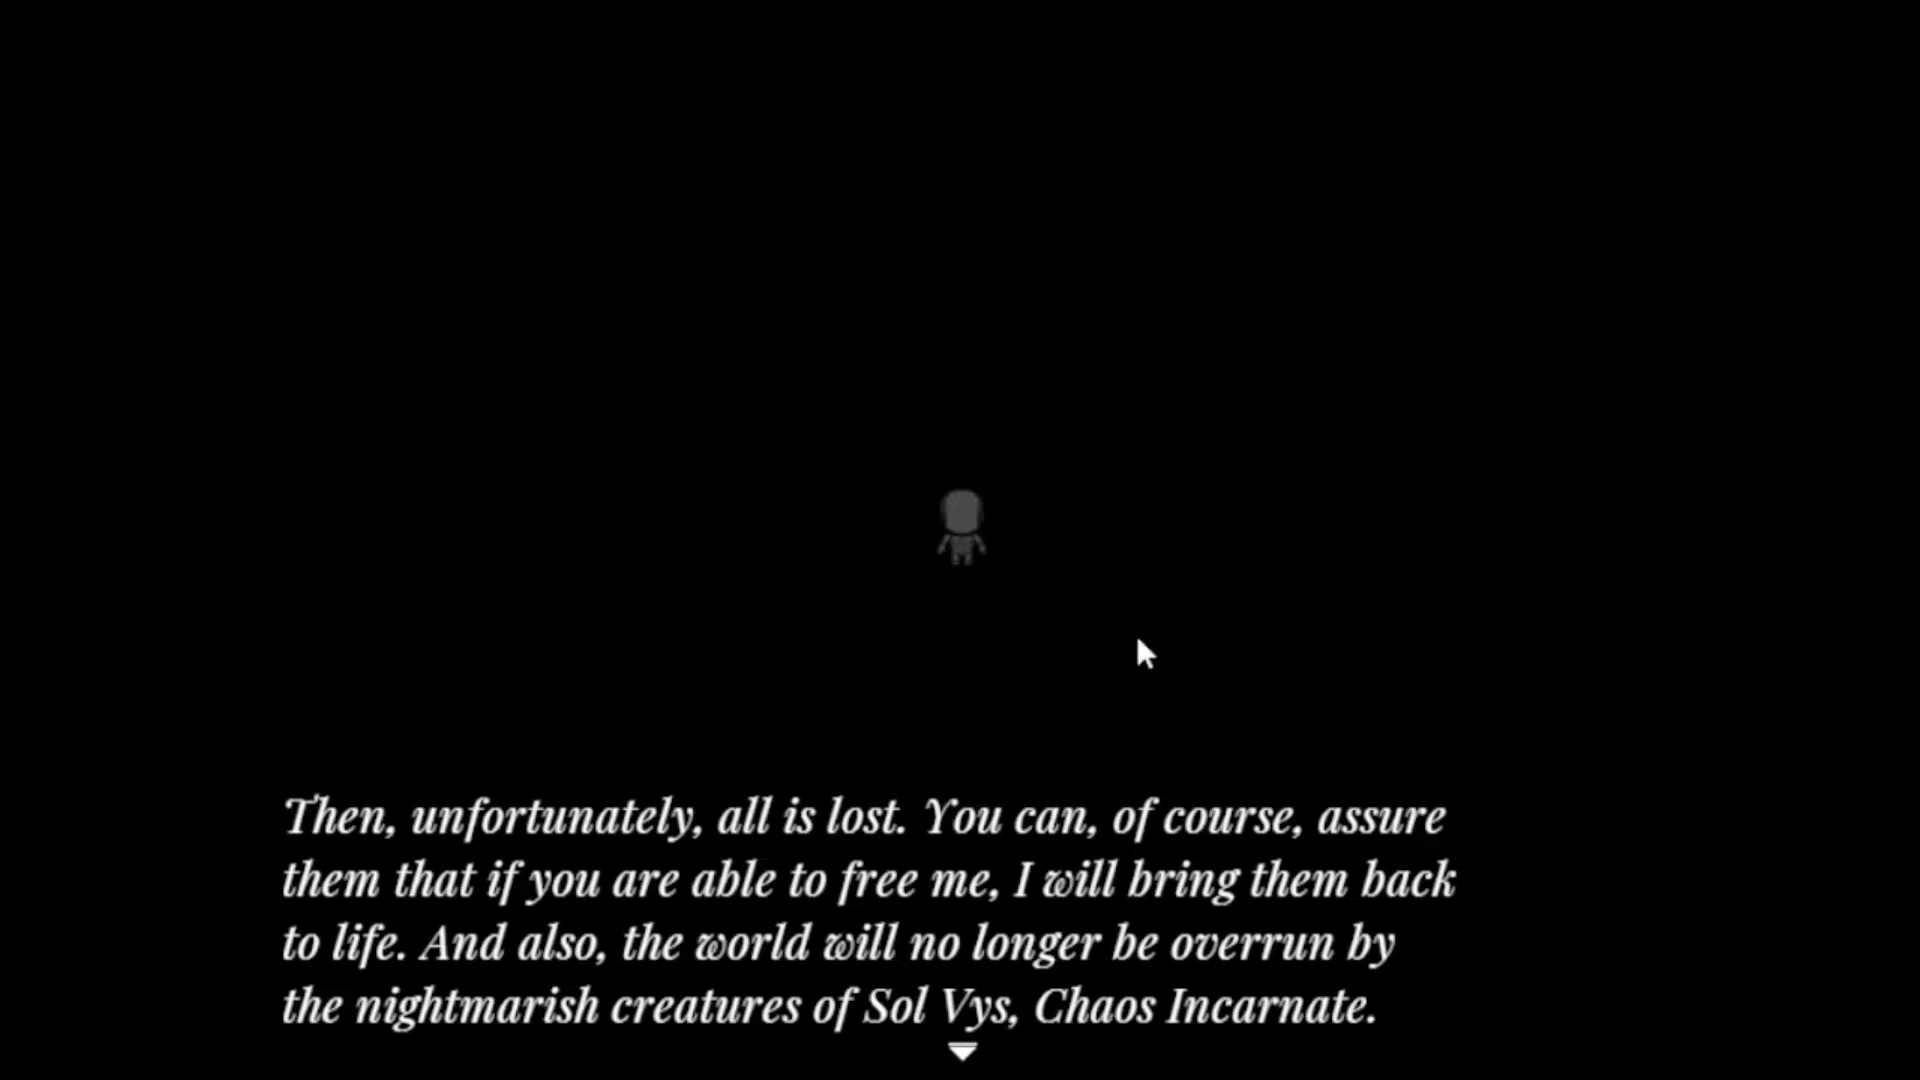 Then, unfortunately, all is lost. You can, of course, assure
them that if you are able to free me, I will bring them back
to life. And also, the world will no longer be overrun by
the nightmarish creatures of Sol Vys, Chaos Incarnate.